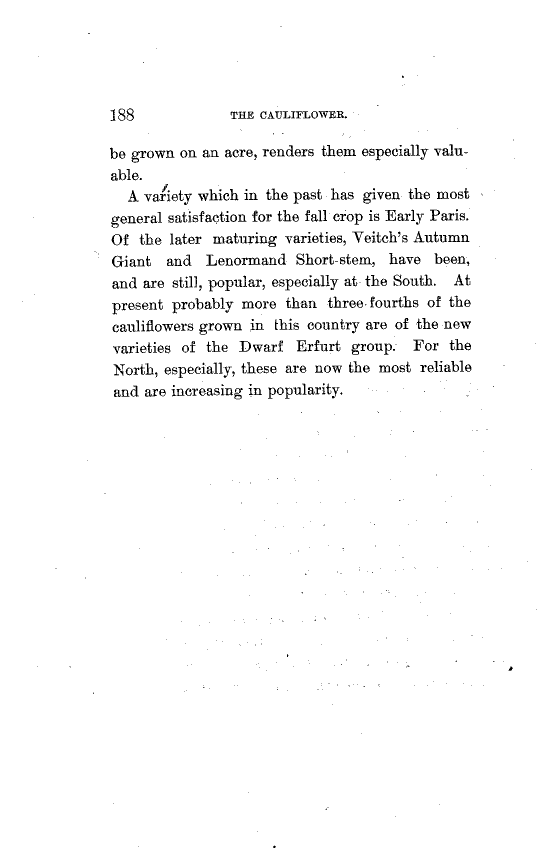 188 THE CAULIFLOWER.
be grown on an acre, renders them especially valu-
able.
A variety which in the past has given the most
general satisfaction for the fall crop is Early Paris.
Of the later maturing varieties, Veitch's Autumn
Giant and Lenormand Short-stem, have been,
and are still, popular, especially at the South. At
present probably more than three-fourths of the
cauliflowers grown in this country are of the new
varieties of the Dwarf Erfurt group. For the
North, especially, these are now the most reliable
and are increasing in popularity.